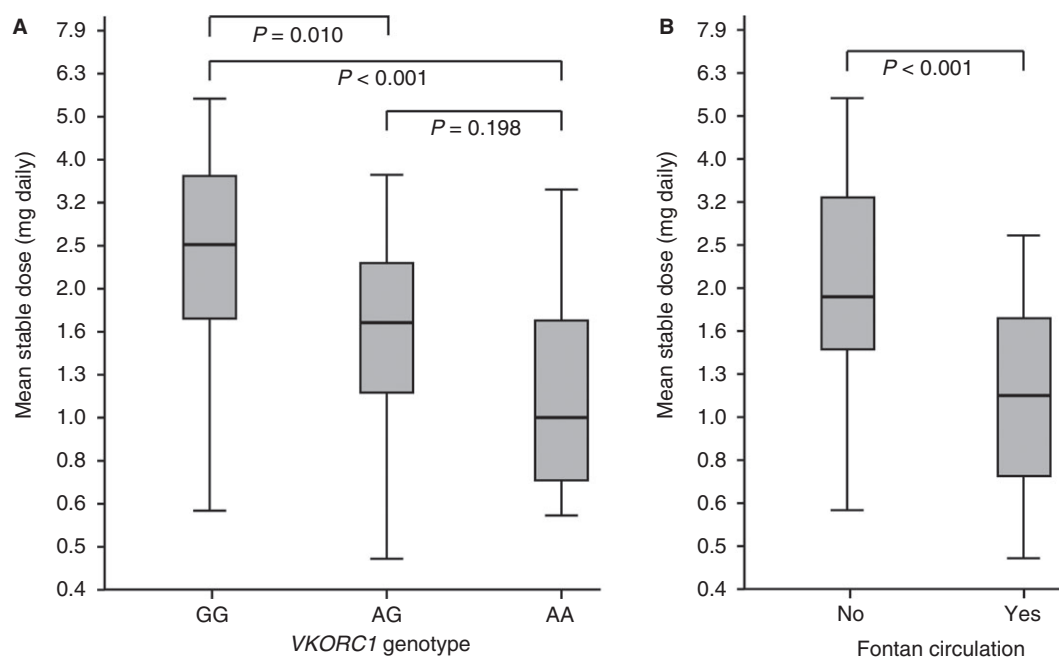 A
Mean stable dose (mg daily)
7.9
6.3
5.0
4.0
3.2
2.5
2.0
1.6
1.3
1.0
0.8
0.6
0.5
0.4
P = 0.010
P < 0.001
P = 0.198
GG AG AA
VKORC1 genotype
B
Mean stable dose (mg daily)
7.9
6.3
5.0
4.0
3.2
2.5
2.0
1.6
1.3
1.0
0.8
0.6
0.5
0.4
P < 0.001
No Yes
Fontan circulation